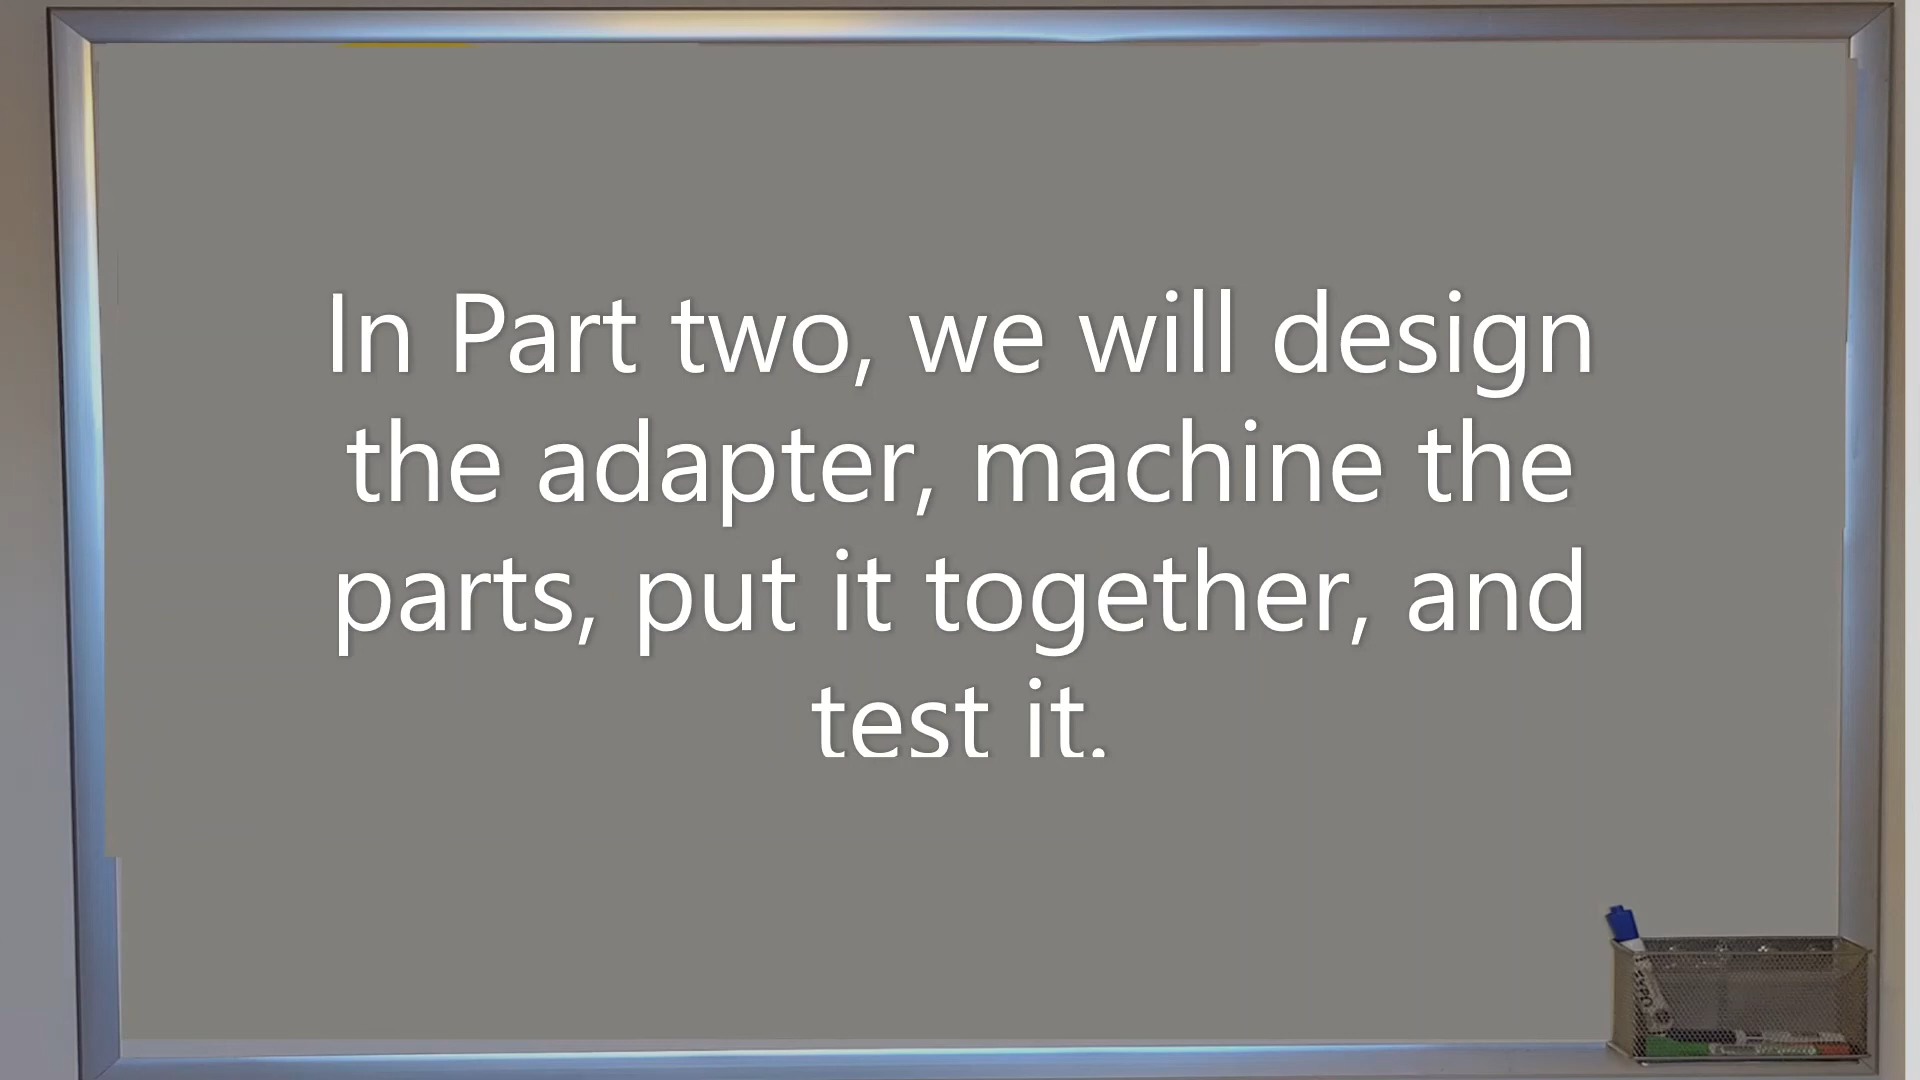 In Part two, we will design
the adapter, machine the
parts, put it together, and
test it.